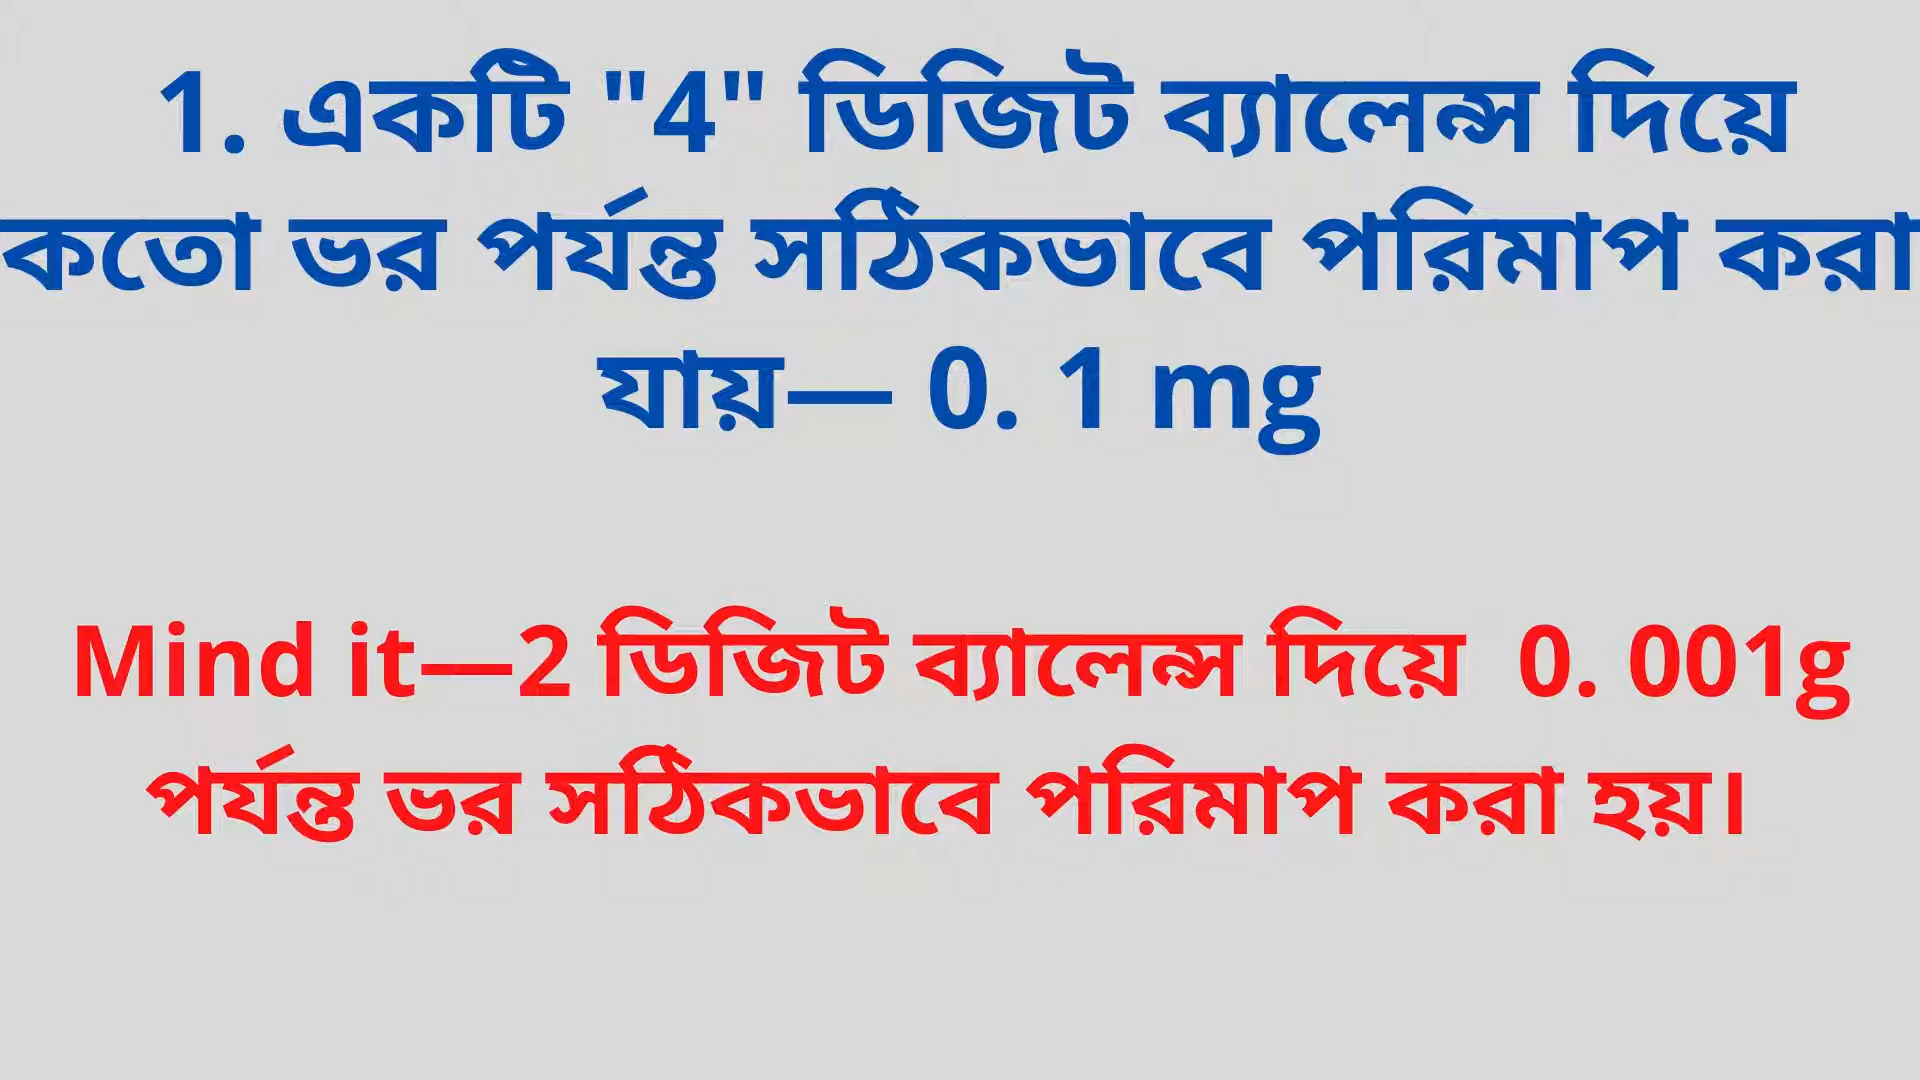 1. একটি "4" ডিজিট ব্যালেন্স দিয়ে
কতো ভর পর্যন্ত সঠিকভাবে পরিমাপ করা
যায়— 0. 1 mg
Mind it—2 ডিজিট ব্যালেন্স দিয়ে 0. 001g
পর্যন্ত ভর সঠিকভাবে পরিমাপ করা হয়।